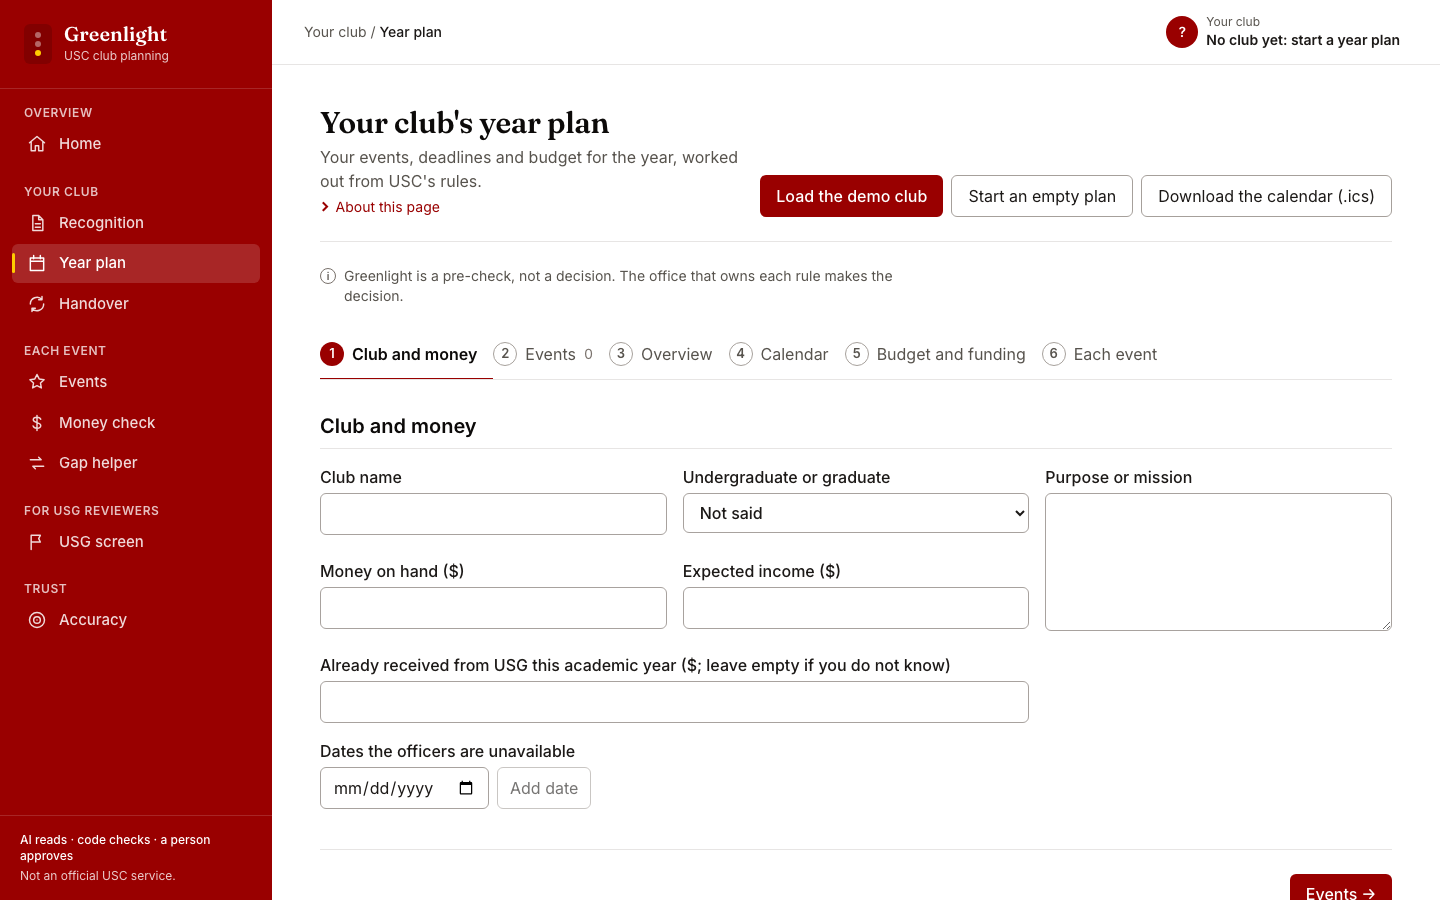 Greenlight
USC club planning
OVERVIEW
Home
YOUR CLUB
Recognition
Year plan
Handover
EACH EVENT
Events
Money check
Gap helper
FOR USG REVIEWERS
USG screen
TRUST
Accuracy
AI reads · code checks · a person
approves
Not an official USC service.
Your club / Year plan
?
Your club
No club yet: start a year plan
Your club's year plan
Your events, deadlines and budget for the year, worked
out from USC's rules.
About this page
Load the demo club
Start an empty plan
Download the calendar (.ics)
Greenlight is a pre-check, not a decision. The office that owns each rule makes the
decision.
1 Club and money
2 Events 0
3 Overview
4 Calendar
5 Budget and funding
6 Each event
Club and money
Club name
Undergraduate or graduate
Not said
Purpose or mission
Money on hand ($)
Expected income ($)
Already received from USG this academic year ($; leave empty if you do not know)
Dates the officers are unavailable
mm/dd/yyyy
Add date
Events →